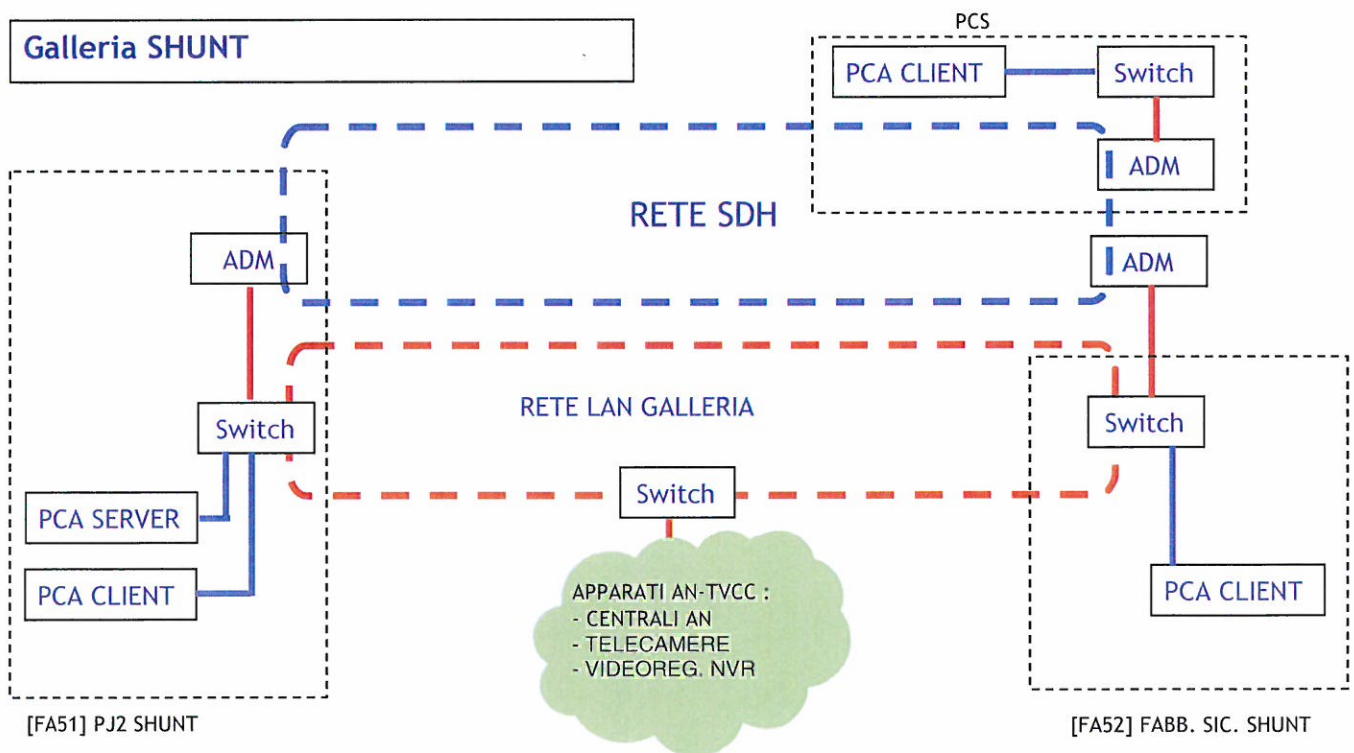 Galleria SHUNT
PCS
PCA CLIENT
Switch
ADM
RETE SDH
ADM
ADM
RETE LAN GALLERIA
Switch
Switch
Switch
PCA SERVER
PCA CLIENT
PCA CLIENT
APPARATI AN-TVCC :
- CENTRALI AN
- TELECAMERE
- VIDEOREG. NVR
[FA51] PJ2 SHUNT
[FA52] FABB. SIC. SHUNT